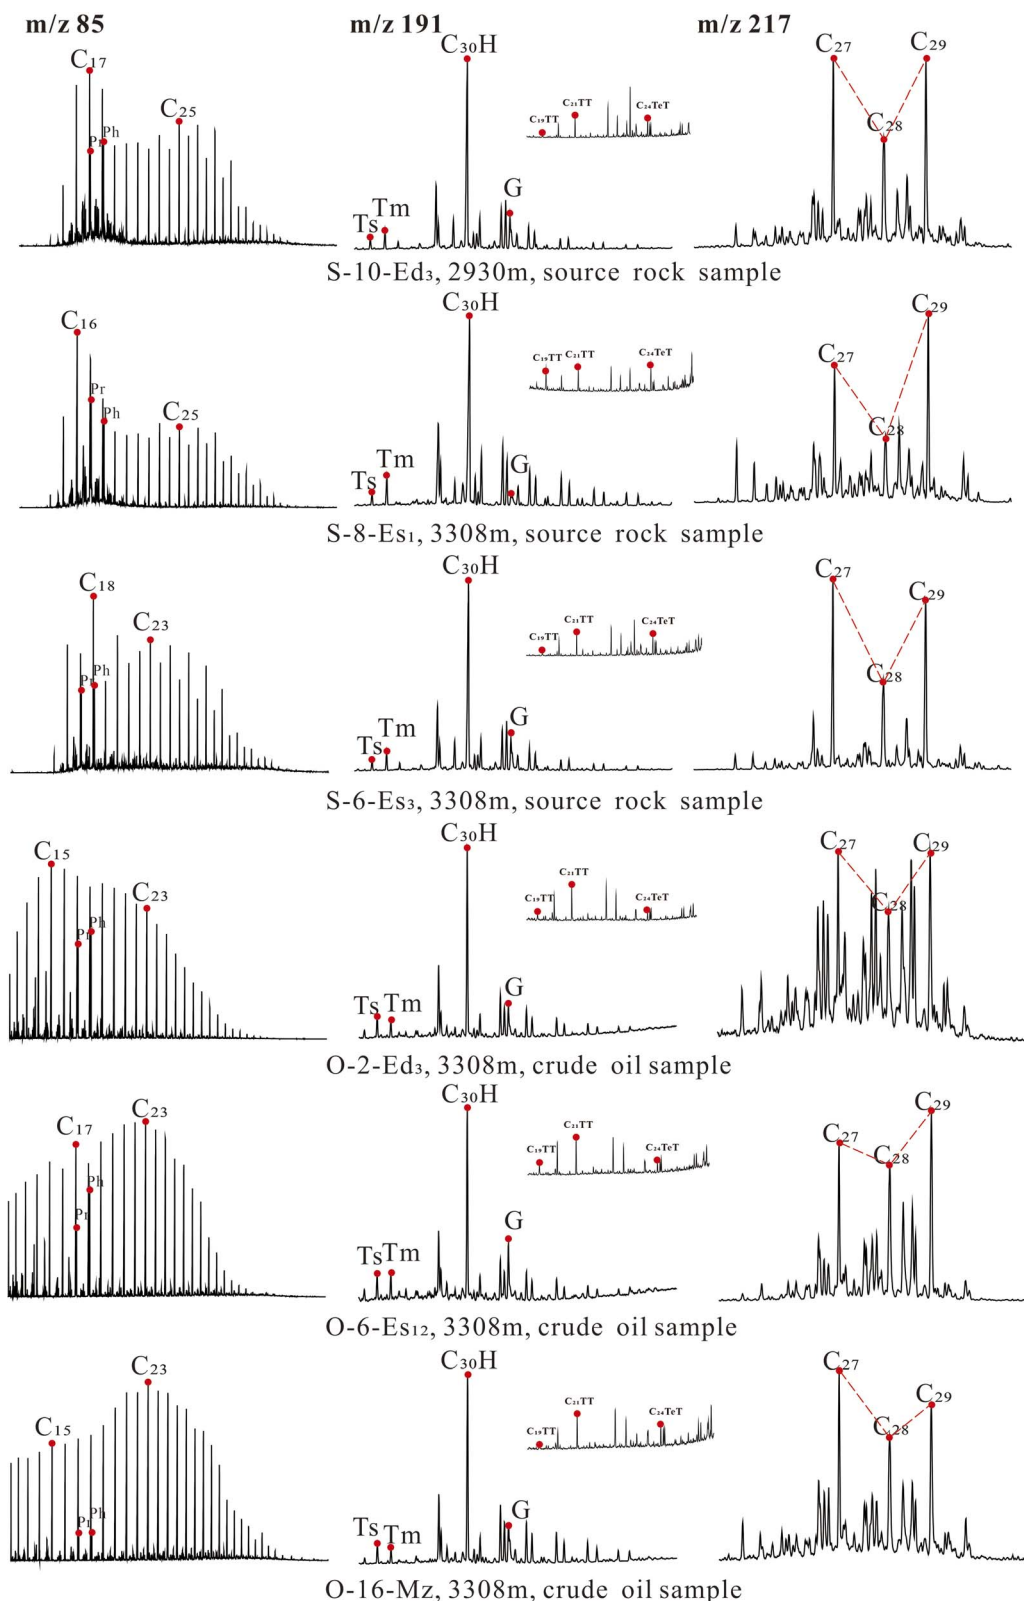 m/z 85 m/z 191 m/z 217
C₁₇ Pr Ph C₂₅
Ts Tm C₃₀H G
C₁₉TT C₂₁TT C₂₄TeT
C₂₇ C₂₈ C₂₉
S-10-Ed₃, 2930m, source rock sample
C₁₆ Pr Ph C₂₅
Ts Tm C₃₀H G
C₁₉TT C₂₁TT C₂₄TeT
C₂₇ C₂₈ C₂₉
S-8-Es₁, 3308m, source rock sample
C₁₈ Pr Ph C₂₃
Ts Tm C₃₀H G
C₁₉TT C₂₁TT C₂₄TeT
C₂₇ C₂₈ C₂₉
S-6-Es₃, 3308m, source rock sample
C₁₅ Pr Ph C₂₃
Ts Tm C₃₀H G
C₁₉TT C₂₁TT C₂₄TeT
C₂₇ C₂₈ C₂₉
O-2-Ed₃, 3308m, crude oil sample
C₁₇ Pr Ph C₂₃
Ts Tm C₃₀H G
C₁₉TT C₂₁TT C₂₄TeT
C₂₇ C₂₈ C₂₉
O-6-Es₁₂, 3308m, crude oil sample
C₁₅ Pr Ph C₂₃
Ts Tm C₃₀H G
C₁₉TT C₂₁TT C₂₄TeT
C₂₇ C₂₈ C₂₉
O-16-Mz, 3308m, crude oil sample